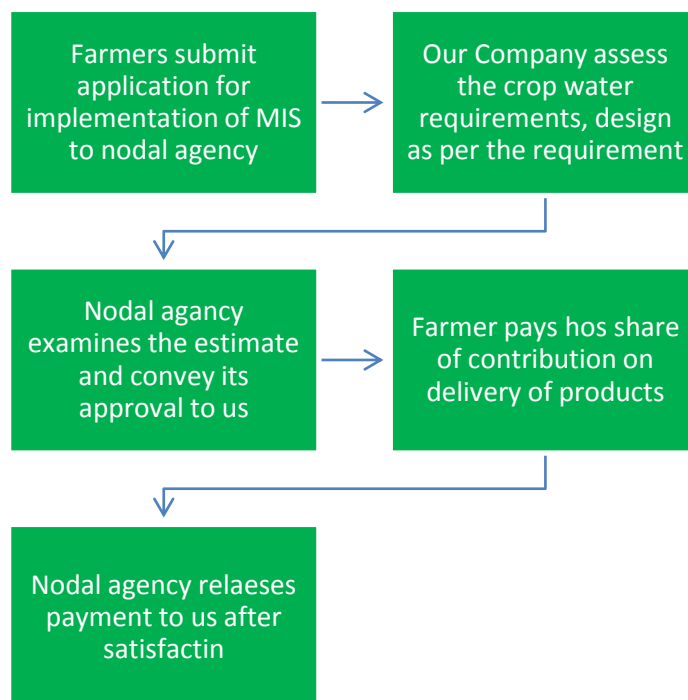 Farmers submit
application for
implementation of MIS
to nodal agency
Our Company assess
the crop water
requirements, design
as per the requirement
Nodal agancy
examines the estimate
and convey its
approval to us
Farmer pays hos share
of contribution on
delivery of products
Nodal agency relaeses
payment to us after
satisfactin